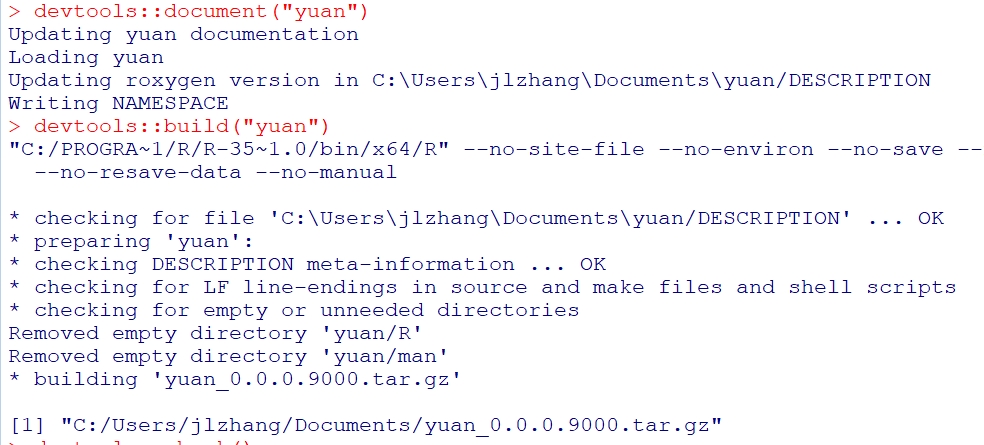 > devtools::document("yuan")
Updating yuan documentation
Loading yuan
Updating roxygen version in C:\Users\jlzhang\Documents\yuan/DESCRIPTION
Writing NAMESPACE
> devtools::build("yuan")
"C:/PROGRA~1/R/R-35~1.0/bin/x64/R" --no-site-file --no-environ --no-save --
--no-resave-data --no-manual
* checking for file 'C:\Users\jlzhang\Documents\yuan/DESCRIPTION' ... OK
* preparing 'yuan':
* checking DESCRIPTION meta-information ... OK
* checking for LF line-endings in source and make files and shell scripts
* checking for empty or unneeded directories
Removed empty directory 'yuan/R'
Removed empty directory 'yuan/man'
* building 'yuan_0.0.0.9000.tar.gz'
[1] "C:/Users/jlzhang/Documents/yuan_0.0.0.9000.tar.gz"